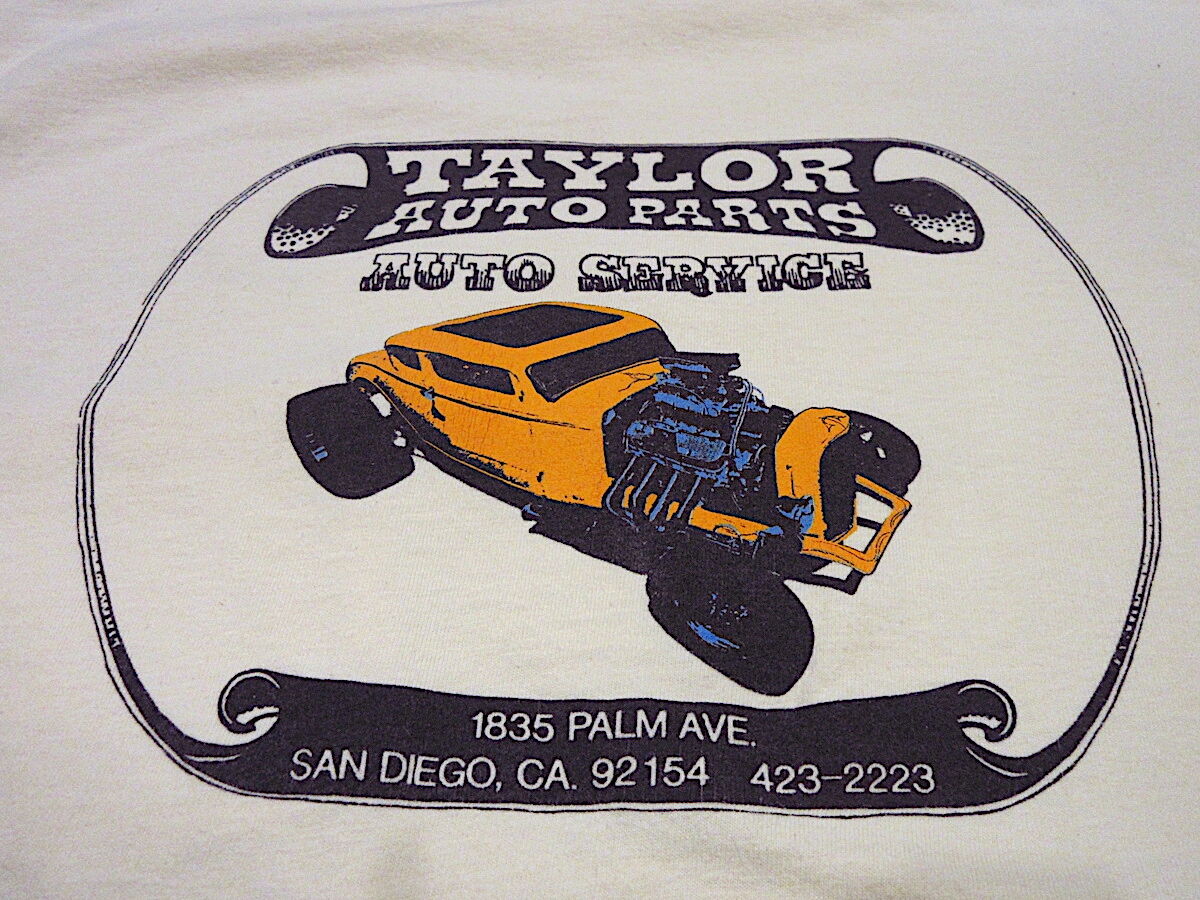 TAYLOR
AUTO PARTS
AUTO SERVICE
1835 PALM AVE.
SAN DIEGO, CA. 92154 423-2223